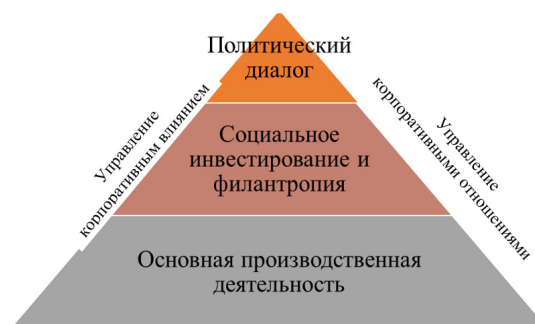 Политический
диалог
Социальное
инвестирование и
филантропия
Основная производственная
деятельность
Управление
корпоративным влиянием
Управление
корпоративными отношениями